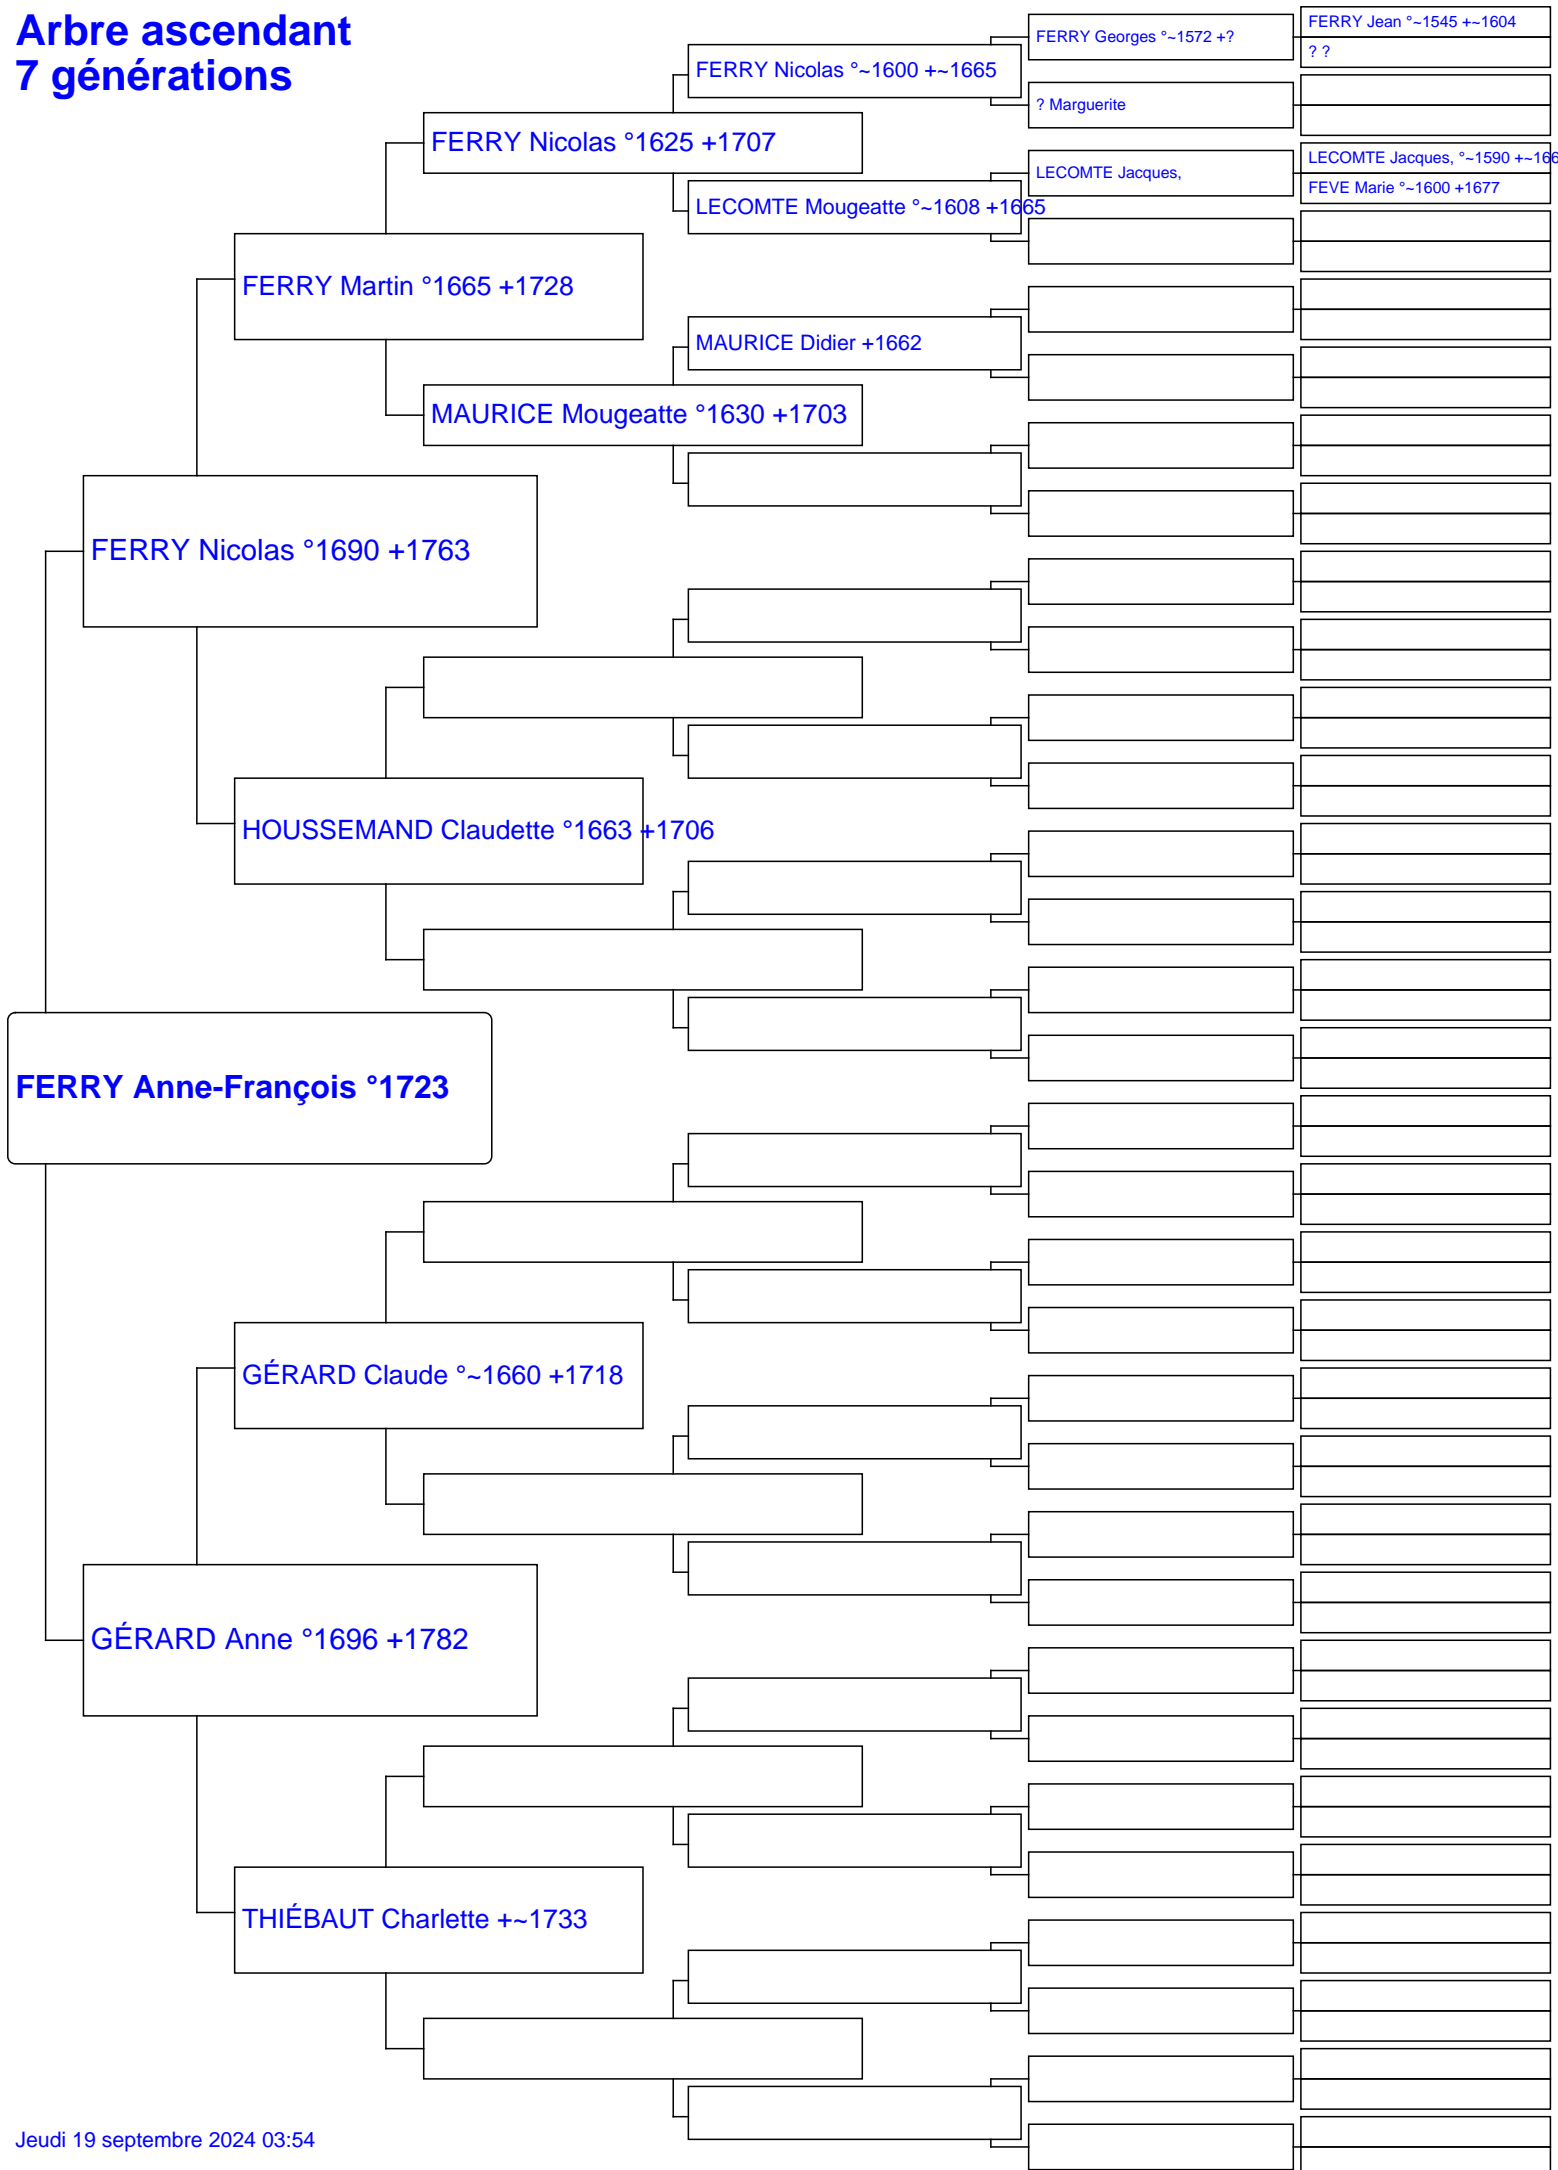 Arbre ascendant
7 générations
FERRY Jean °~1545 +~1604
FERRY Georges °~1572 +?
? ?
FERRY Nicolas °~1600 +~1665
? Marguerite
FERRY Nicolas °1625 +1707
LECOMTE Jacques, °~1590 +~166
LECOMTE Jacques,
FEVE Marie °~1600 +1677
LECOMTE Mougeatte °~1608 +1665
FERRY Martin °1665 +1728
MAURICE Didier +1662
MAURICE Mougeatte °1630 +1703
FERRY Nicolas °1690 +1763
HOUSSEMAND Claudette °1663 +1706
FERRY Anne-François °1723
GÉRARD Claude °~1660 +1718
GÉRARD Anne °1696 +1782
THIÉBAUT Charlette +~1733
Jeudi 19 septembre 2024 03:54